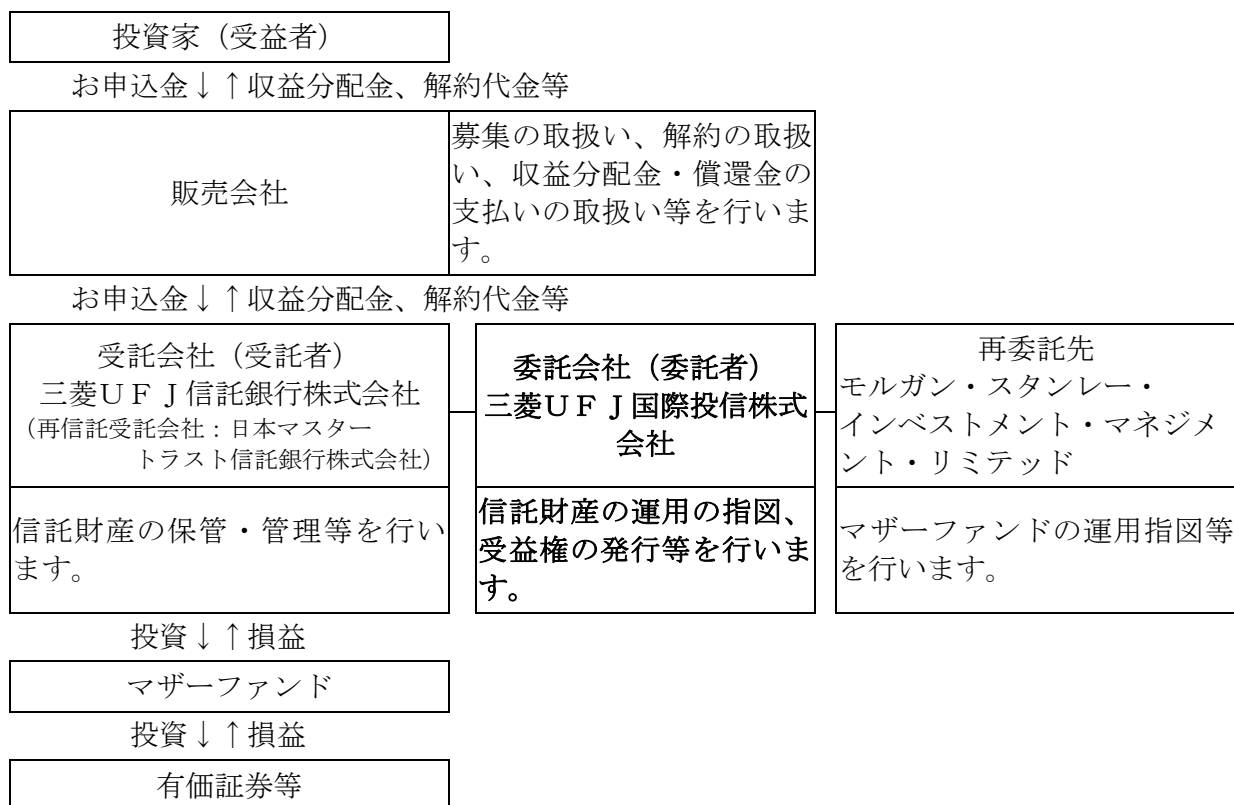 投資家（受益者）
お申込金↓↑収益分配金、解約代金等
販売会社
募集の取扱い、解約の取扱
い、収益分配金・償還金の
支払いの取扱い等を行いま
す。
お申込金↓↑収益分配金、解約代金等
受託会社（受託者）
三菱ＵＦＪ信託銀行株式会社
（再信託受託会社：日本マスター
トラスト信託銀行株式会社）
信託財産の保管・管理等を行い
ます。
委託会社（委託者）
三菱ＵＦＪ国際投信株式
会社
信託財産の運用の指図、
受益権の発行等を行いま
す。
再委託先
モルガン・スタンレー・
インベストメント・マネジメ
ント・リミテッド
マザーファンドの運用指図等
を行います。
投資↓↑損益
マザーファンド
投資↓↑損益
有価証券等